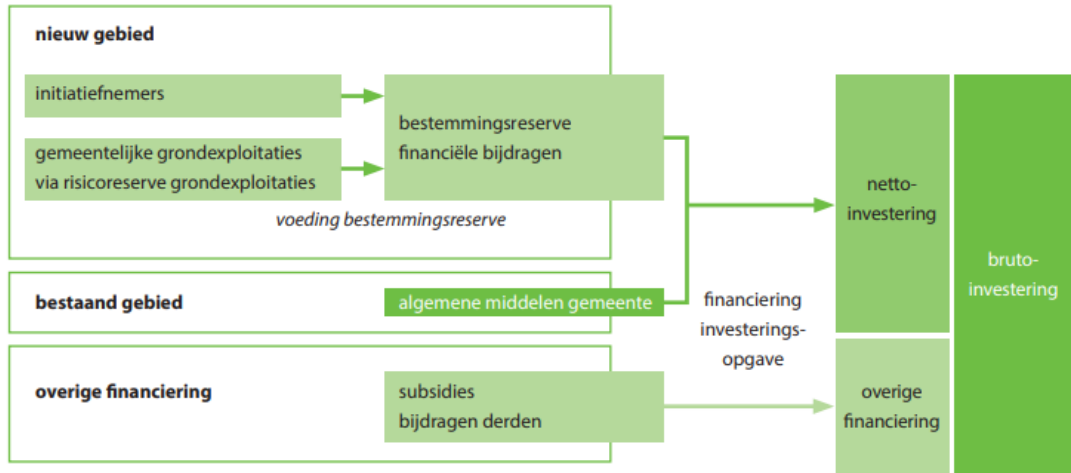 nieuw gebied
initiatiefnemers
gemeentelijke grondexploitaties
via risicoreserve grondexploitaties
bestemmingsreserve
financiële bijdragen
voeding bestemmingsreserve
bestaand gebied
algemene middelen gemeente
overige financiering
subsidies
bijdragen derden
financiering
investerings-
opgave
netto-
investering
overige
financiering
bruto-
investering